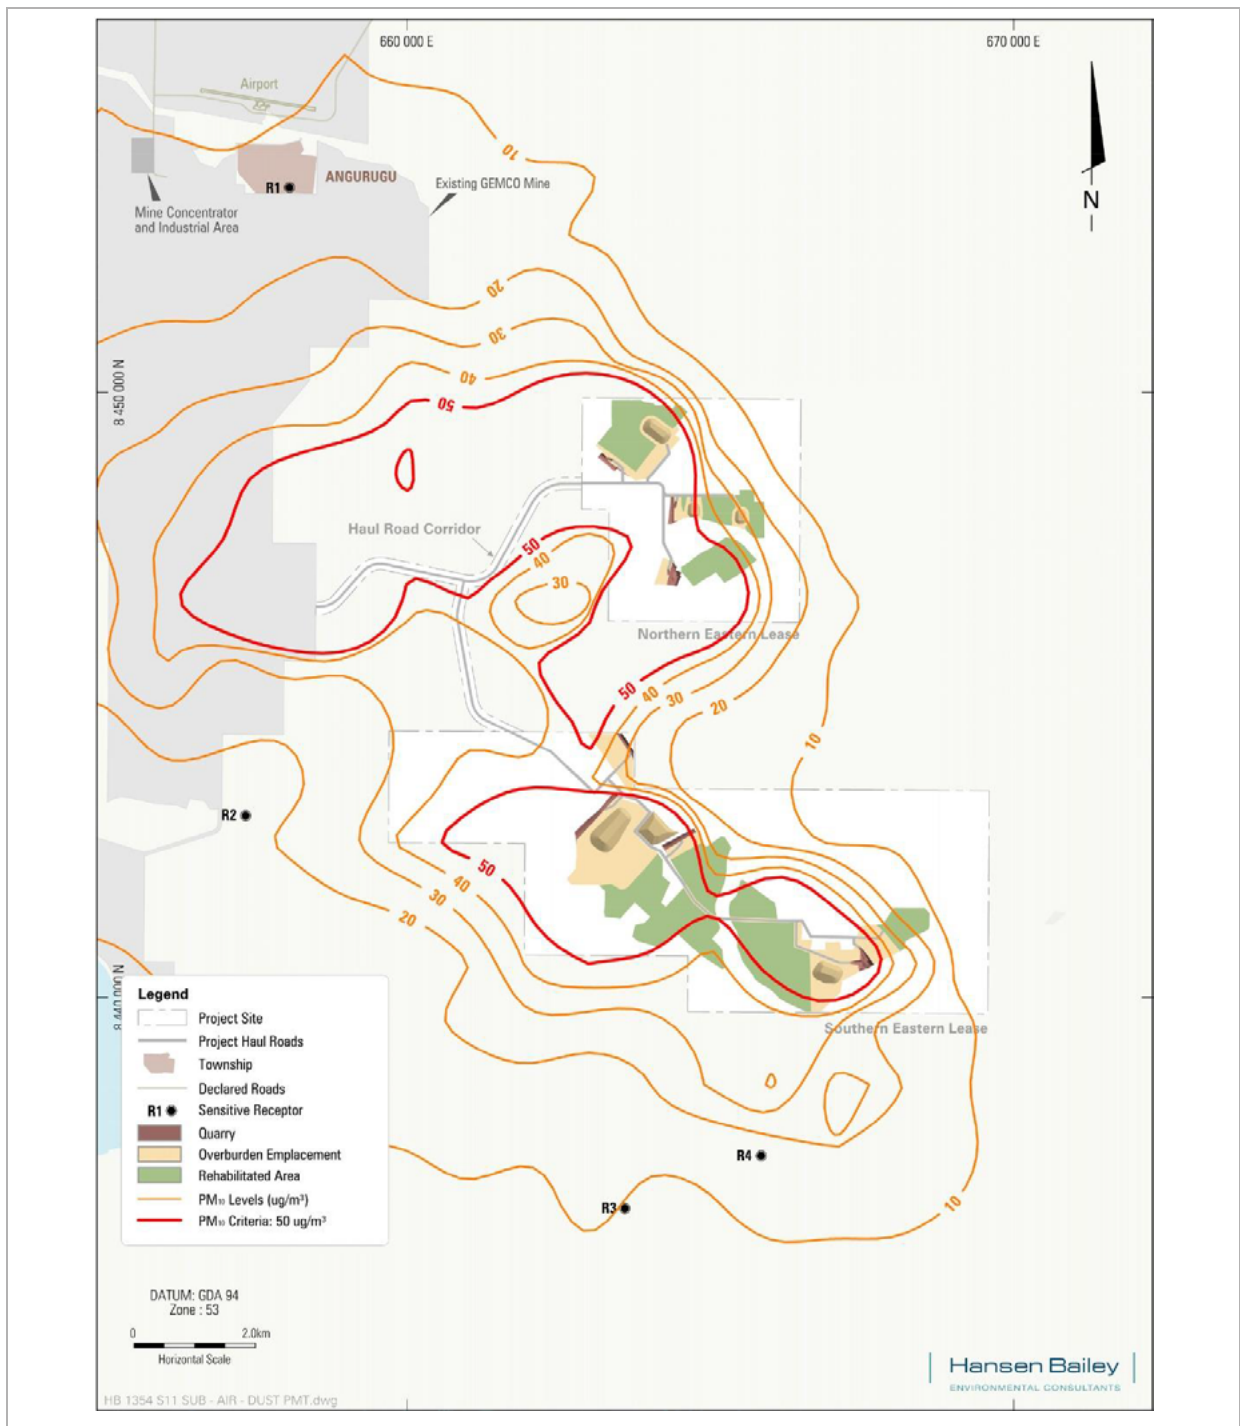 660 000 E
670 000 E
Airport
10
R1
ANGURUGU
Existing GEMCO Mine
Mine Concentrator
and Industrial Area
N
20
30
40
50
8 450 000 N
Haul Road Corridor
50
40
30
Northern Eastern Lease
50
40
30
20
10
R2
50
40
30
20
8 440 000 N
Southern Eastern Lease
Legend
Project Site
Project Haul Roads
Township
Declared Roads
R1 Sensitive Receptor
Quarry
Overburden Emplacement
Rehabilitated Area
PM₁₀ Levels (ug/m³)
PM₁₀ Criteria: 50 ug/m³
R4
R3
10
DATUM: GDA 94
Zone : 53
0 2.0km
Horizontal Scale
Hansen Bailey
ENVIRONMENTAL CONSULTANTS
HB 1354 S11 SUB - AIR - DUST PMT.dwg